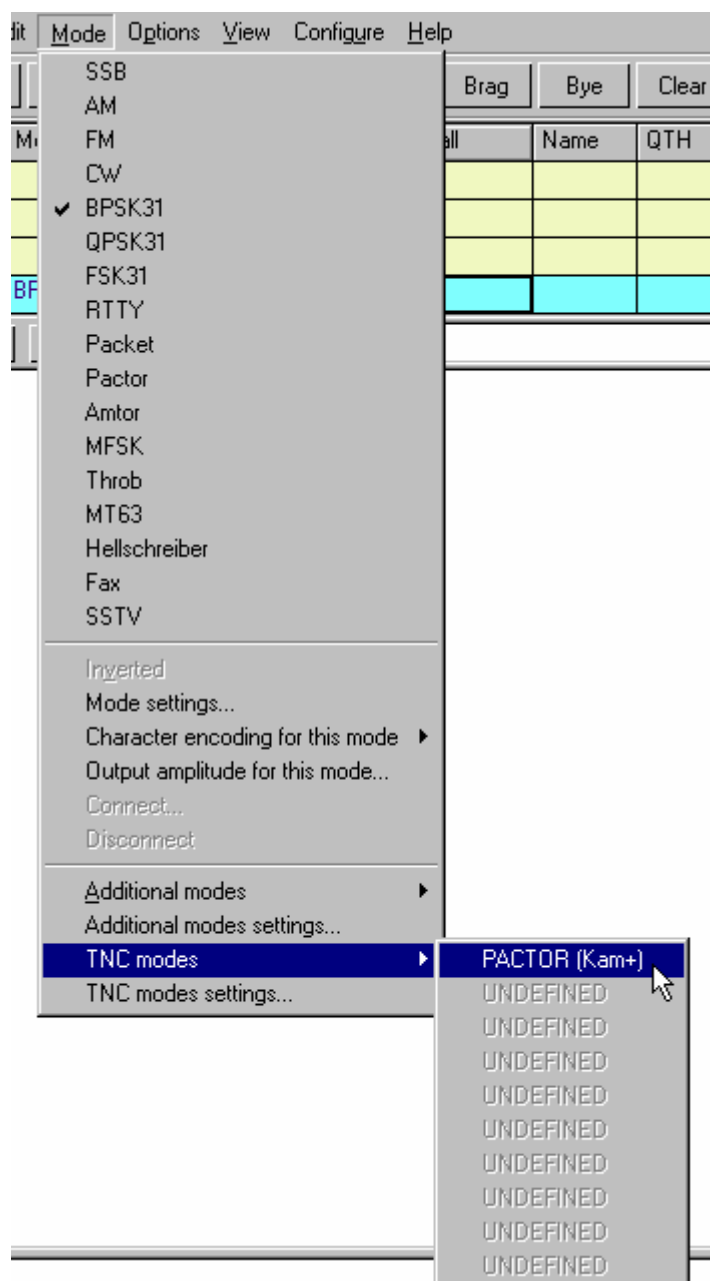 dit Mode Options View Configure Help
Brag Bye Clear
M all Name QTH
BP
SSB
AM
FM
CW
BPSK31
QPSK31
FSK31
RTTY
Packet
Pactor
Amtor
MFSK
Throb
MT63
Hellschreiber
Fax
SSTV
Inverted
Mode settings...
Character encoding for this mode
Output amplitude for this mode...
Connect...
Disconnect
Additional modes
Additional modes settings...
TNC modes
TNC modes settings...
PACTOR (Kam+)
UNDEFINED
UNDEFINED
UNDEFINED
UNDEFINED
UNDEFINED
UNDEFINED
UNDEFINED
UNDEFINED
UNDEFINED